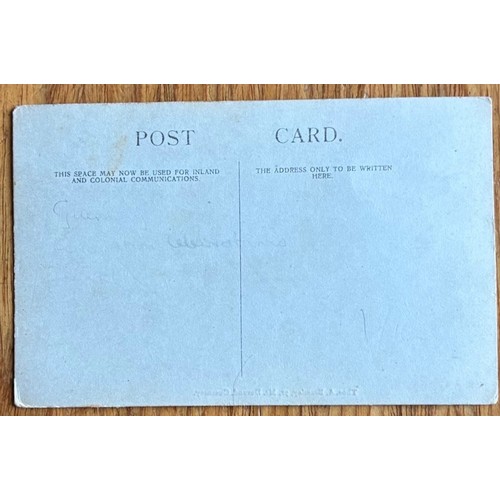 POST CARD.
THIS SPACE MAY NOW BE USED FOR INLAND
AND COLONIAL COMMUNICATIONS.
THE ADDRESS ONLY TO BE WRITTEN
HERE.